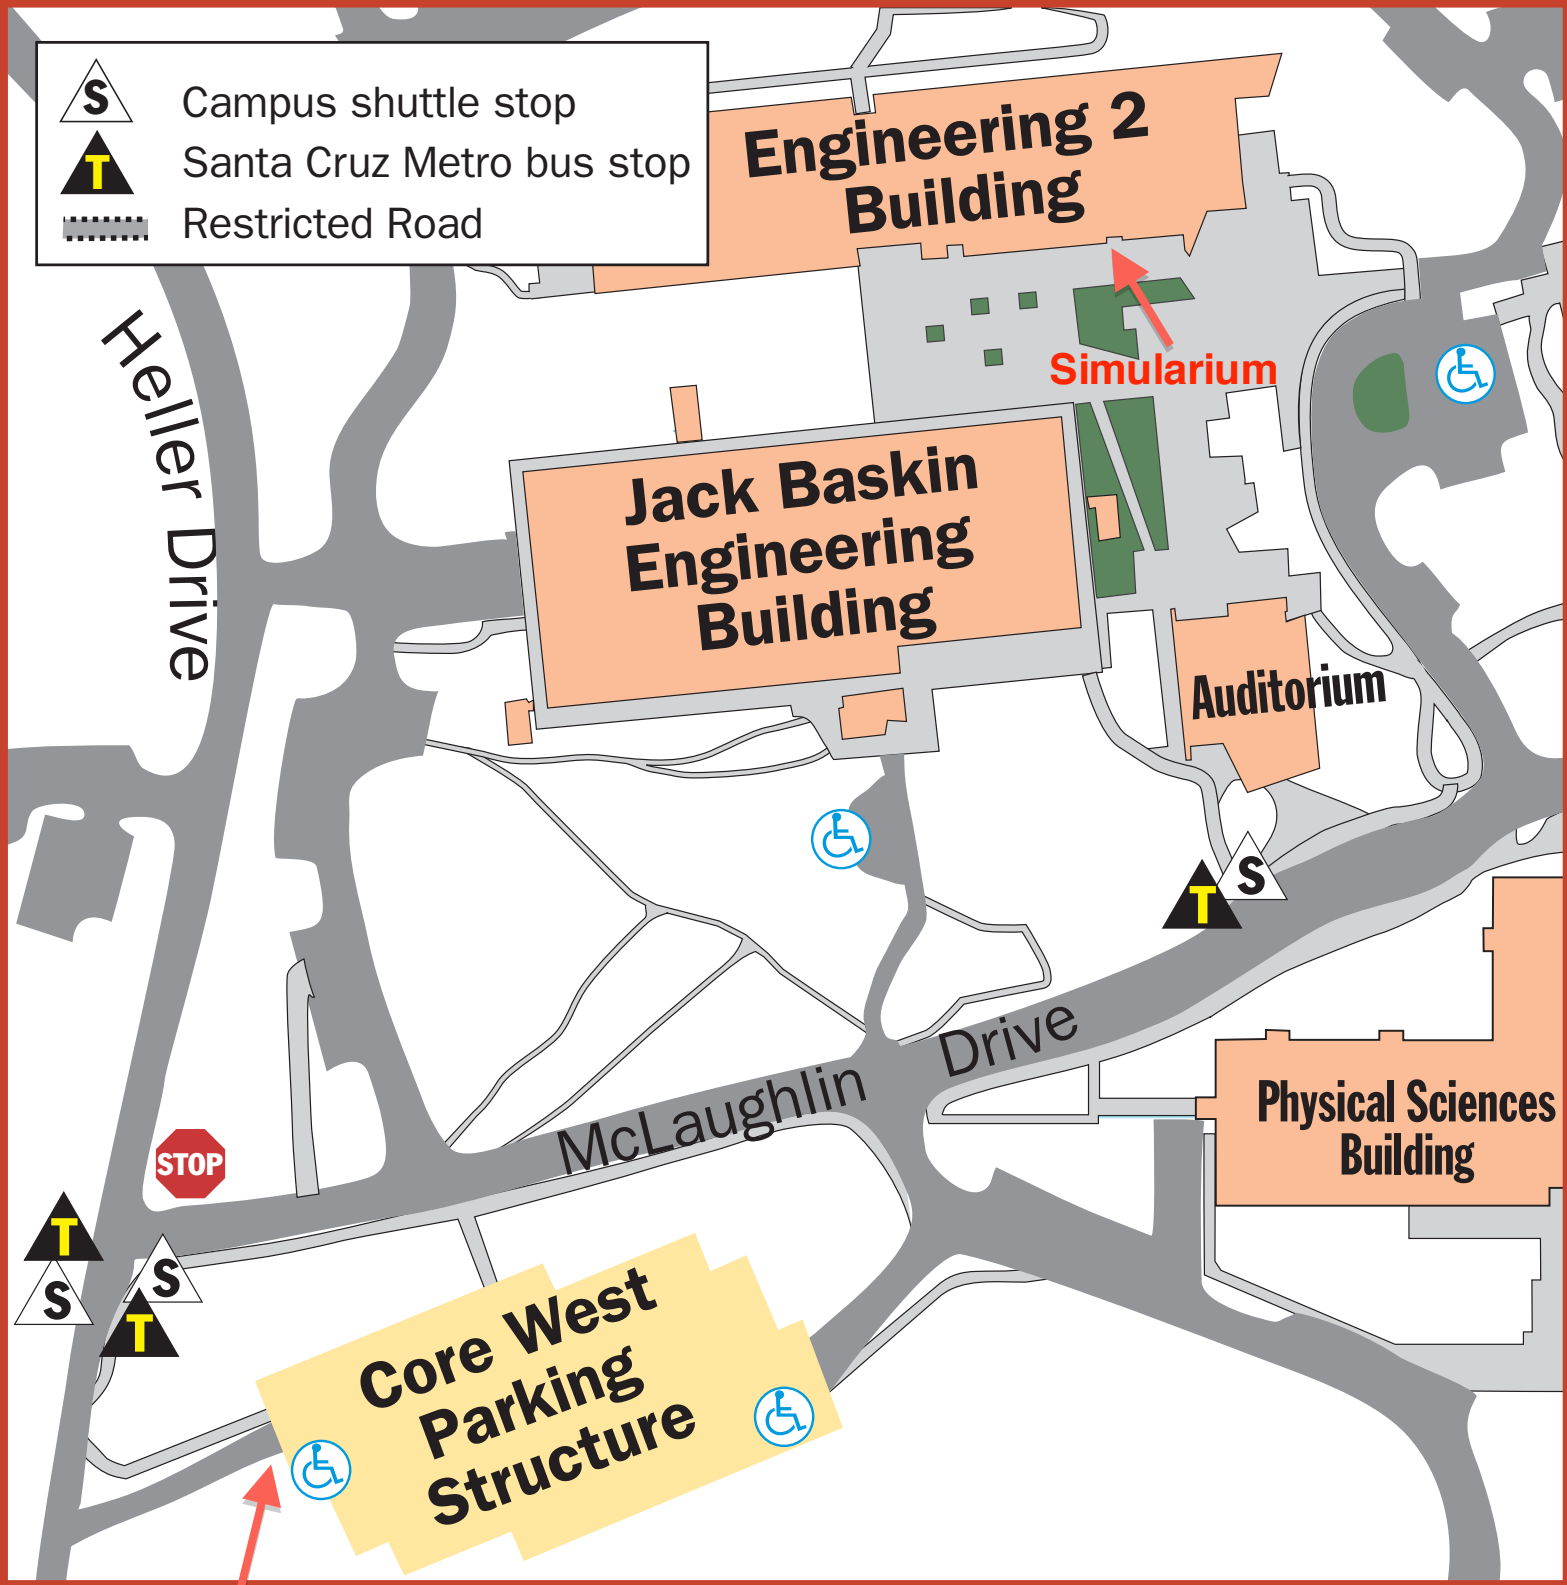 S
Campus shuttle stop
T
Santa Cruz Metro bus stop
Restricted Road
Engineering 2
Building
Simularium
Heller Drive
Jack Baskin
Engineering
Building
Auditorium
T
S
McLaughlin Drive
Physical Sciences
Building
STOP
T
S
S
T
Core West
Parking
Structure